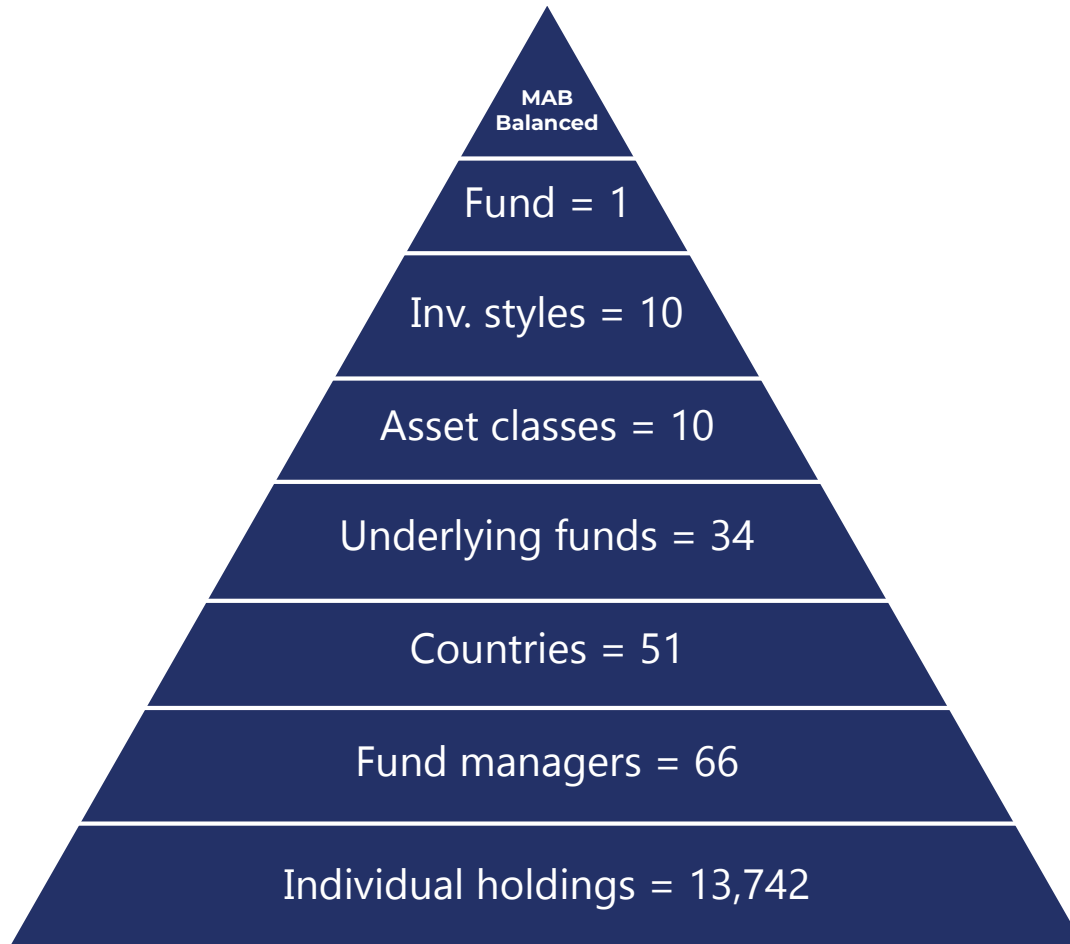 MAB
Balanced
Fund = 1
Inv. styles = 10
Asset classes = 10
Underlying funds = 34
Countries = 51
Fund managers = 66
Individual holdings = 13,742